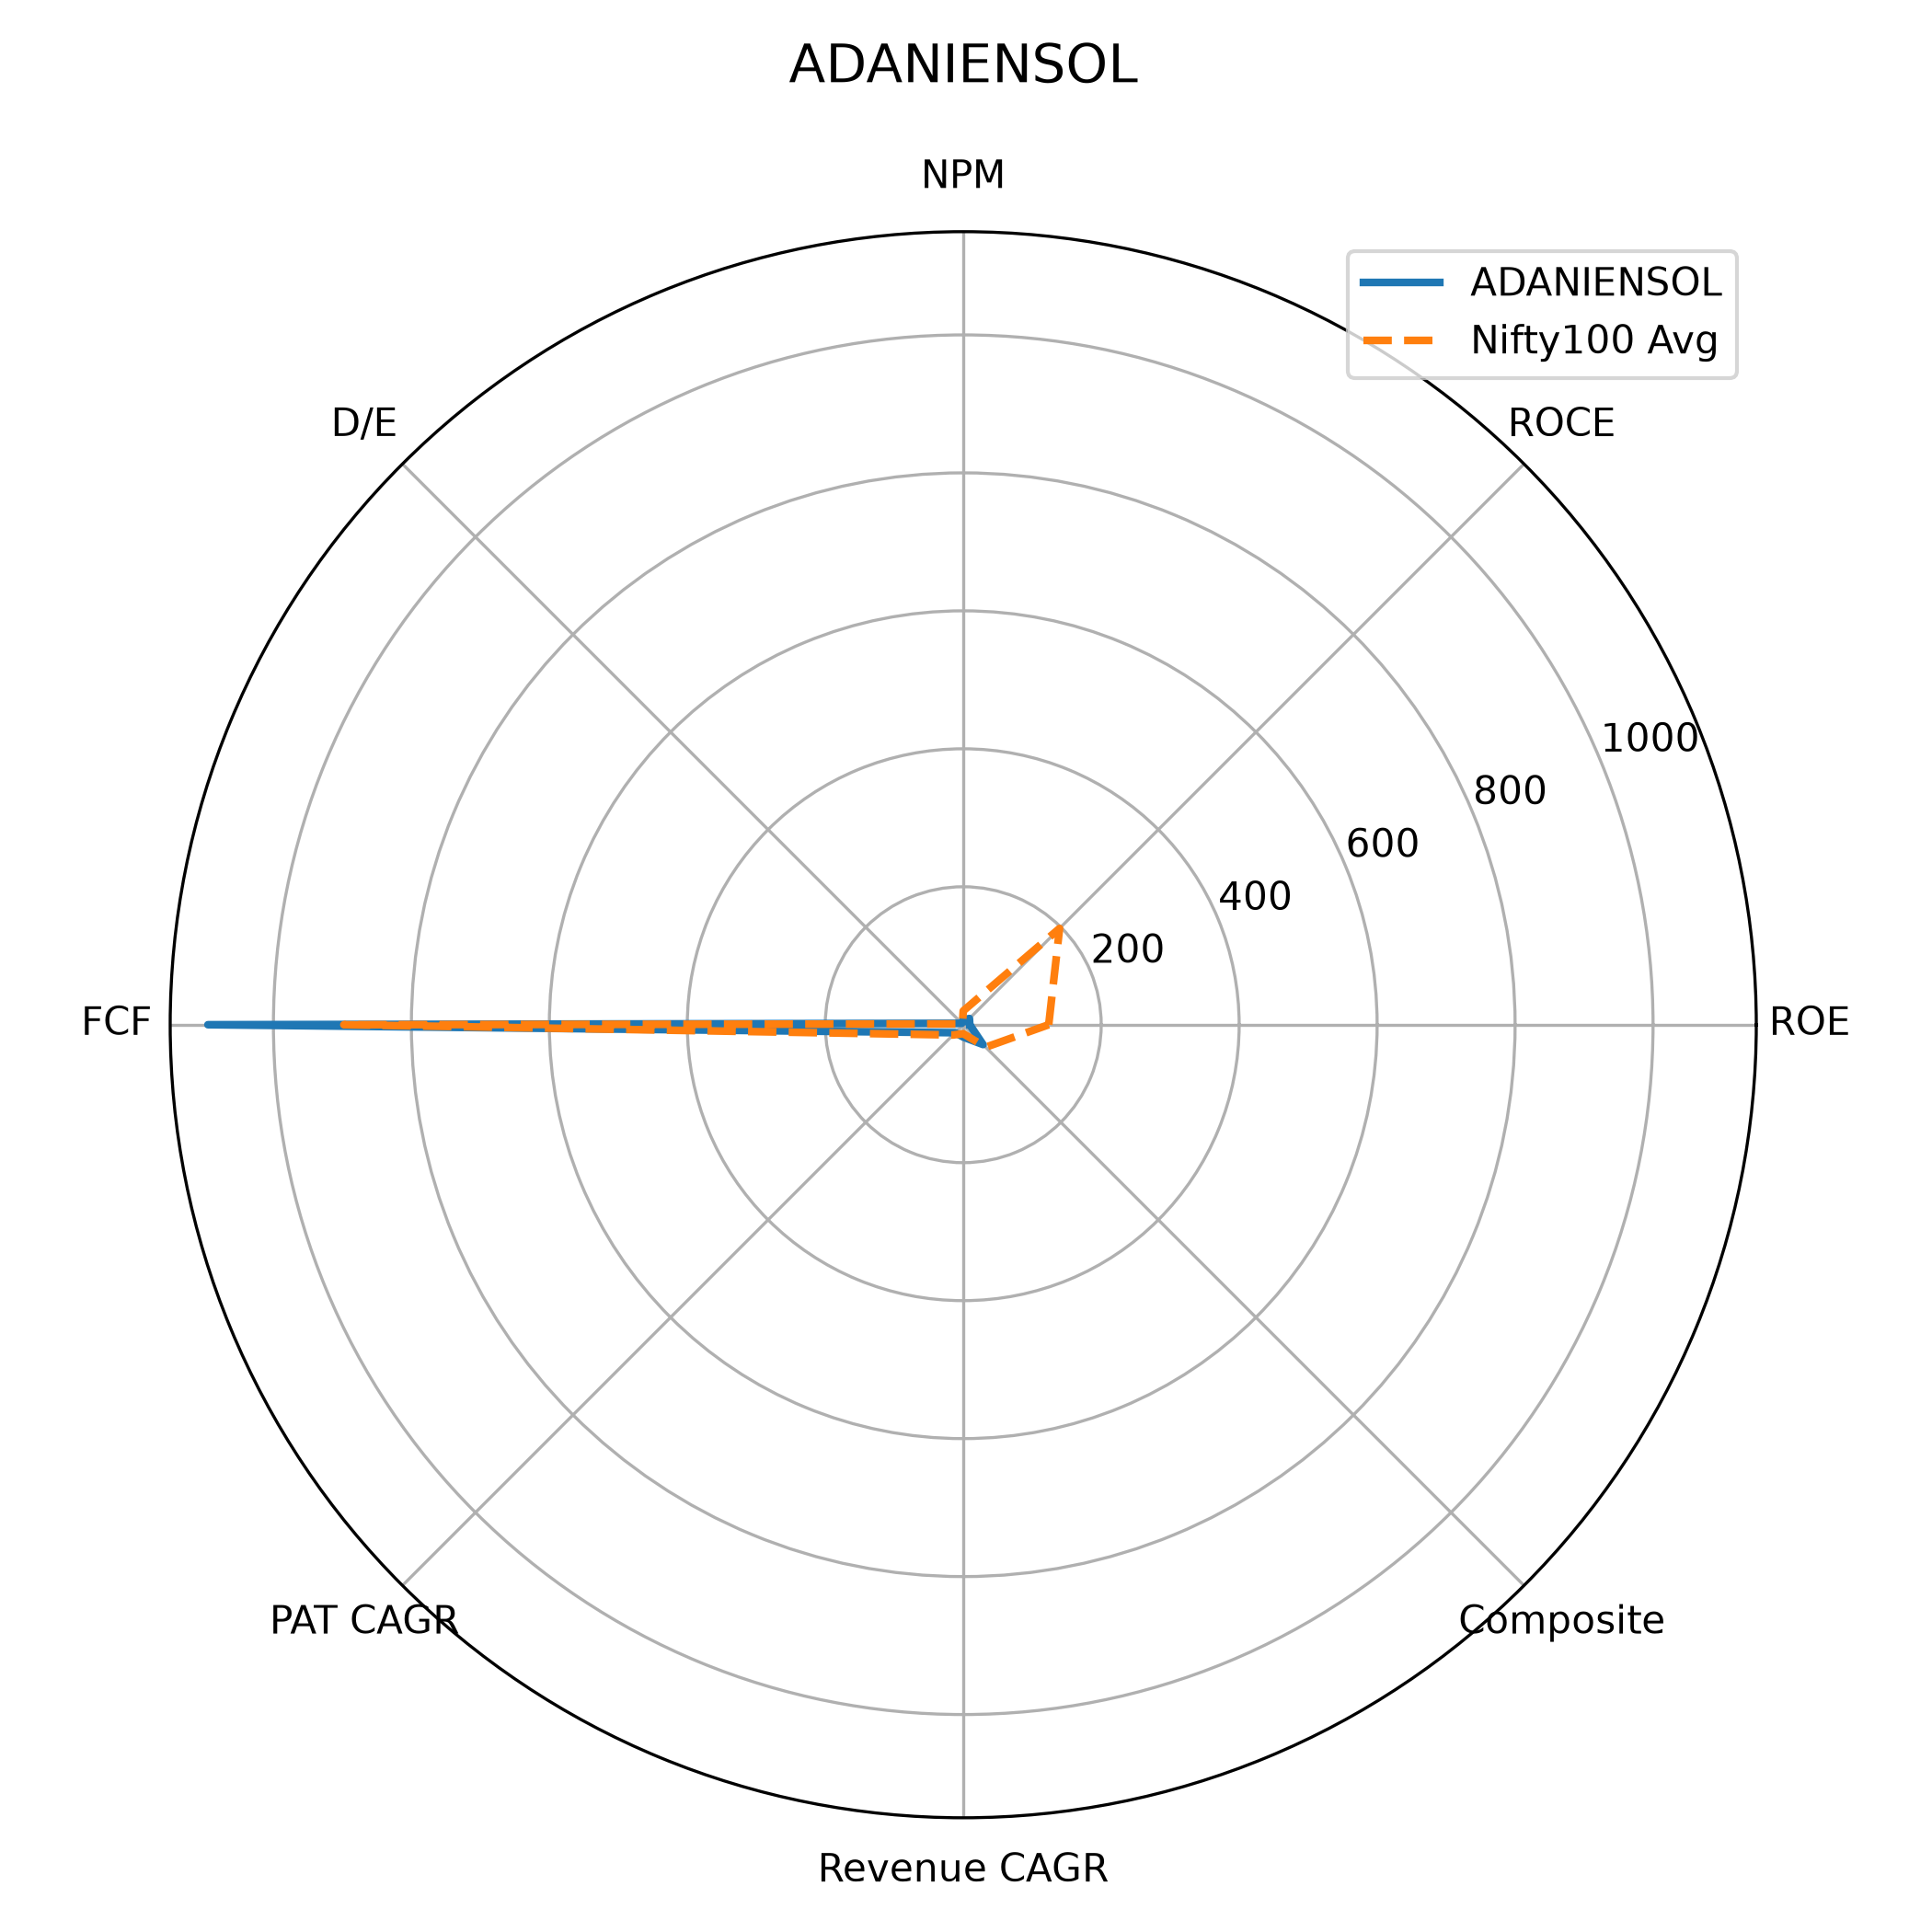 ADANIENSOL
NPM
ADANIENSOL
Nifty100 Avg
D/E
ROCE
1000
800
600
400
200
FCF
ROE
PAT CAGR
Composite
Revenue CAGR